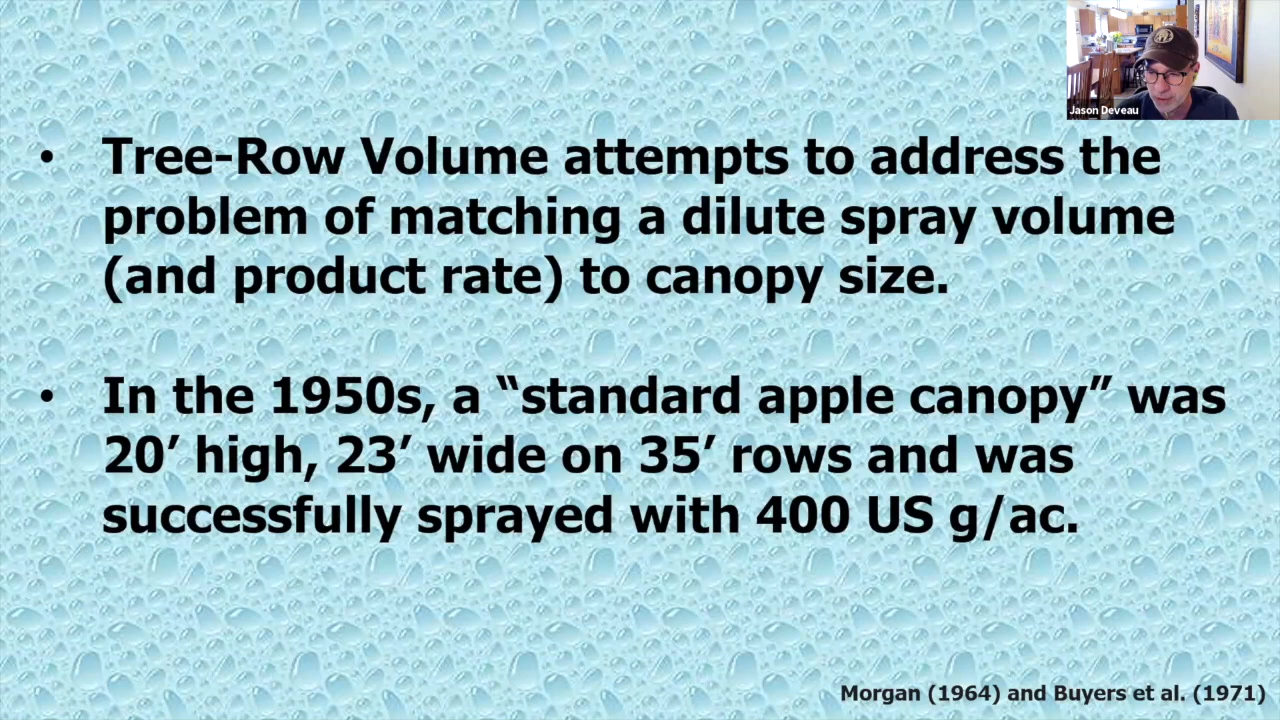 Jason Deveau
• Tree-Row Volume attempts to address the
problem of matching a dilute spray volume
(and product rate) to canopy size.
• In the 1950s, a “standard apple canopy” was
20’ high, 23’ wide on 35’ rows and was
successfully sprayed with 400 US g/ac.
Morgan (1964) and Buyers et al. (1971)